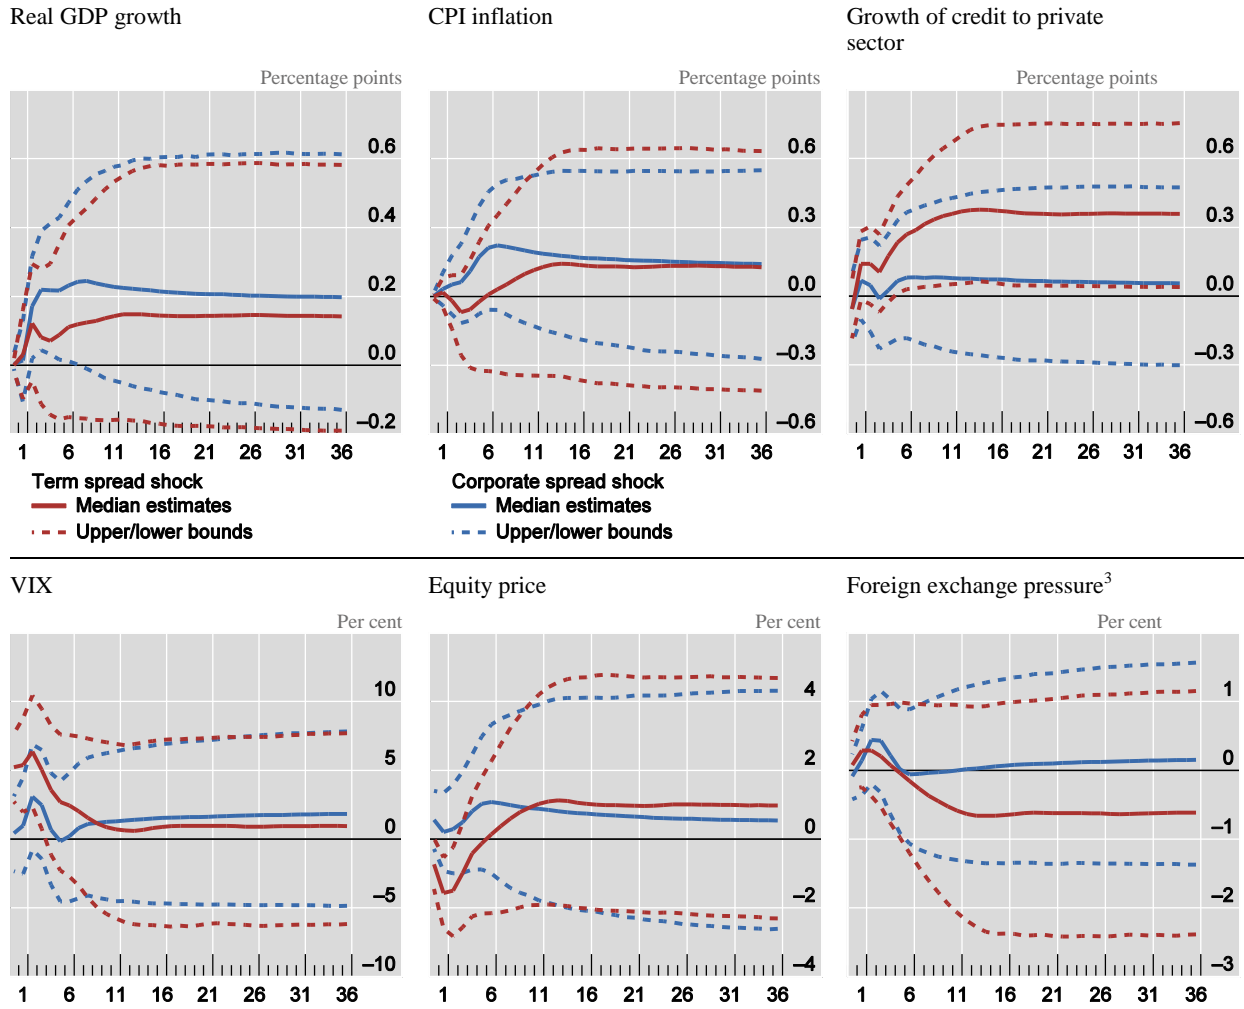 Real GDP growth
CPI inflation
Growth of credit to private
sector
Percentage points
Percentage points
Percentage points
0.6
0.4
0.2
0.0
–0.2
1 6 11 16 21 26 31 36
0.6
0.3
0.0
–0.3
–0.6
1 6 11 16 21 26 31 36
0.6
0.3
0.0
–0.3
–0.6
1 6 11 16 21 26 31 36
Term spread shock
Median estimates
Upper/lower bounds
Corporate spread shock
Median estimates
Upper/lower bounds
VIX
Equity price
Foreign exchange pressure3
Per cent
Per cent
Per cent
10
5
0
–5
–10
1 6 11 16 21 26 31 36
4
2
0
–2
–4
1 6 11 16 21 26 31 36
1
0
–1
–2
–3
1 6 11 16 21 26 31 36